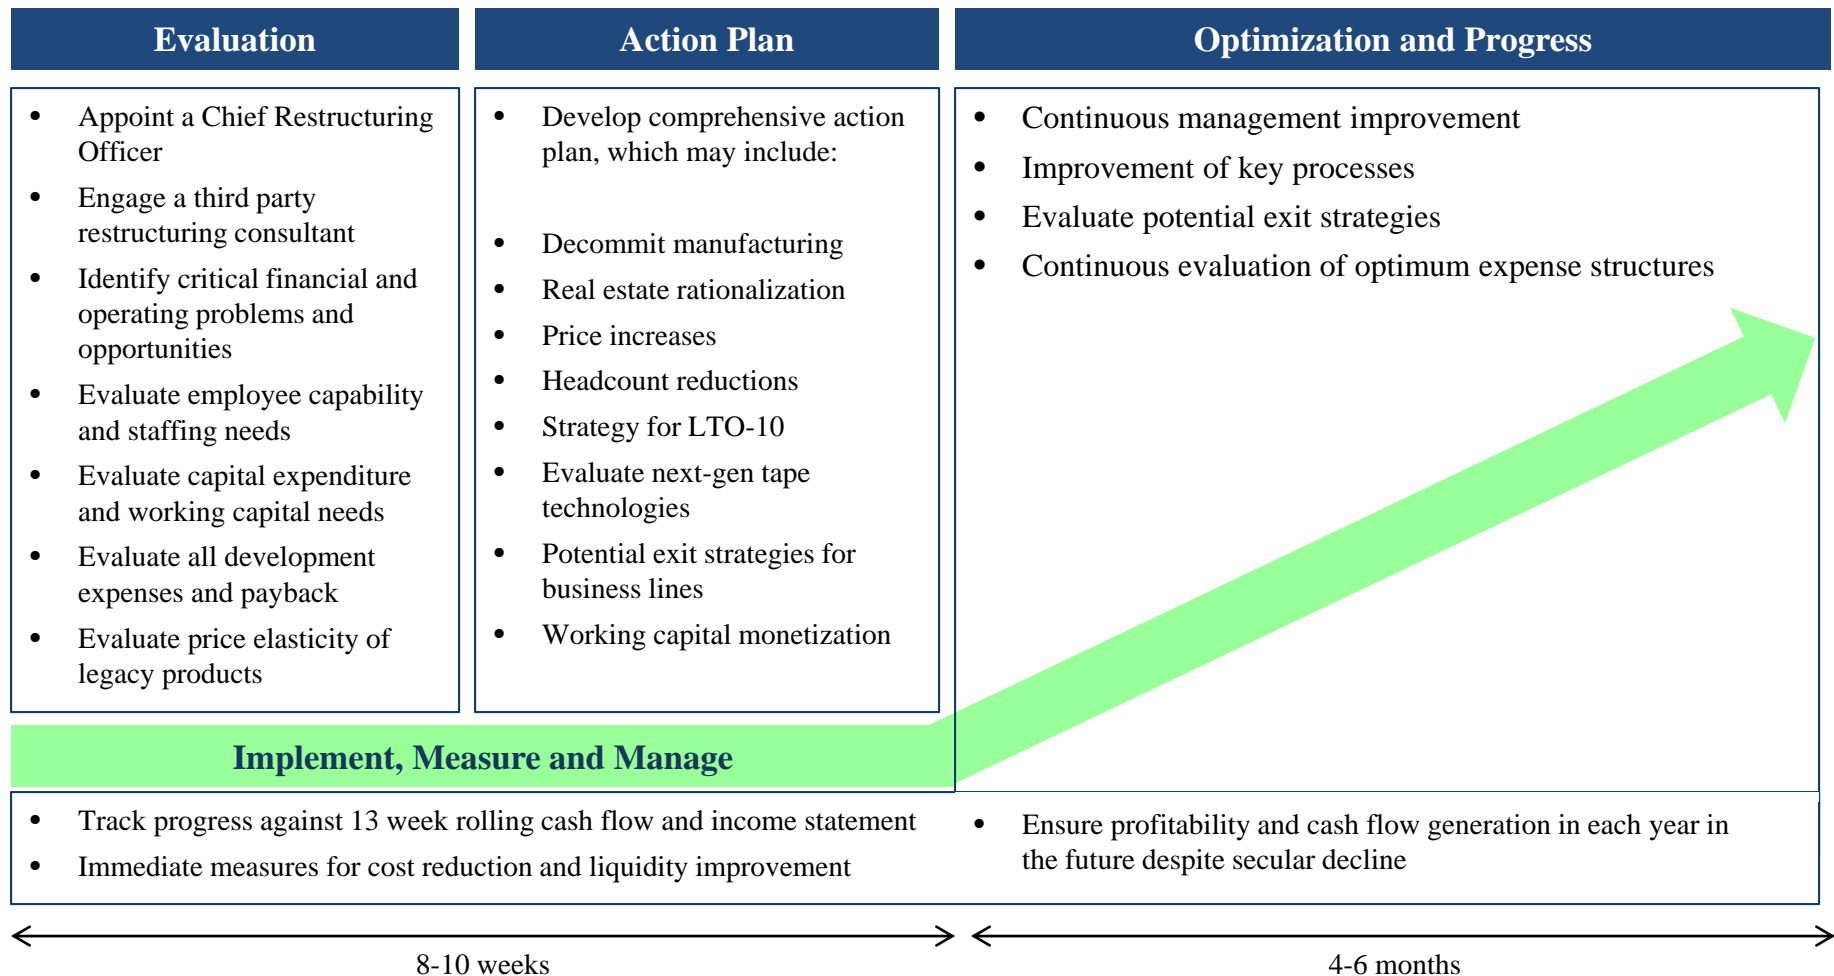 Evaluation
• Appoint a Chief Restructuring
Officer
• Engage a third party
restructuring consultant
• Identify critical financial and
operating problems and
opportunities
• Evaluate employee capability
and staffing needs
• Evaluate capital expenditure
and working capital needs
• Evaluate all development
expenses and payback
• Evaluate price elasticity of
legacy products
Action Plan
• Develop comprehensive action
plan, which may include:
• Decommit manufacturing
• Real estate rationalization
• Price increases
• Headcount reductions
• Strategy for LTO-10
• Evaluate next-gen tape
technologies
• Potential exit strategies for
business lines
• Working capital monetization
Optimization and Progress
• Continuous management improvement
• Improvement of key processes
• Evaluate potential exit strategies
• Continuous evaluation of optimum expense structures
Implement, Measure and Manage
• Track progress against 13 week rolling cash flow and income statement
• Immediate measures for cost reduction and liquidity improvement
• Ensure profitability and cash flow generation in each year in
the future despite secular decline
8-10 weeks
4-6 months